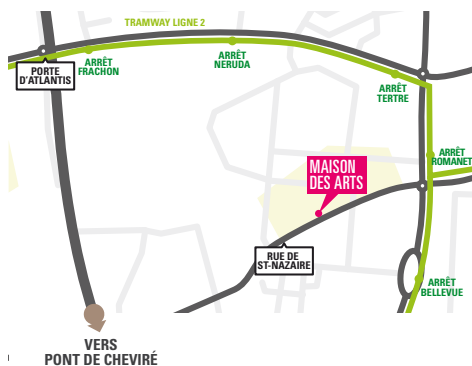 TRAMWAY LIGNE 2
PORTE
D'ATLANTIS
ARRÊT
FRACHON
ARRÊT
NERUDA
ARRÊT
TERTRE
ARRÊT
ROMANET
MAISON
DES ARTS
RUE DE
ST-NAZAIRE
ARRÊT
BELLEVUE
VERS
PONT DE CHEVIRÉ